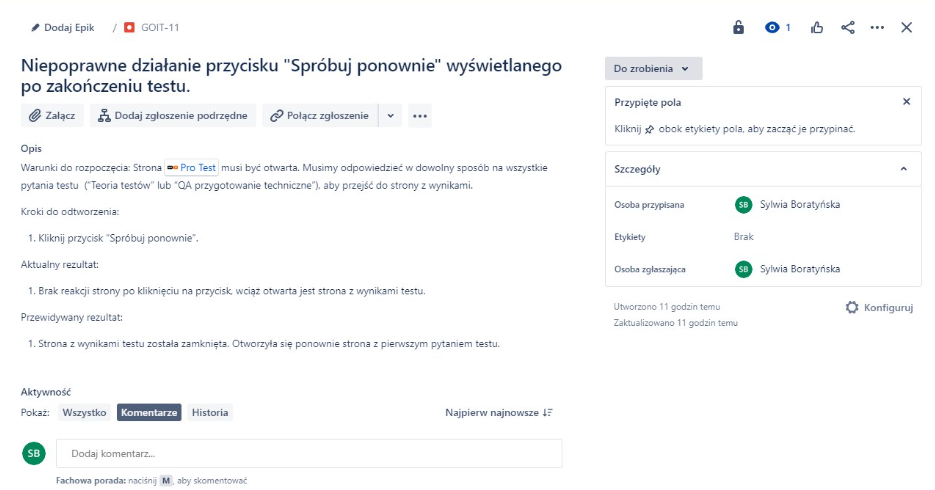 Dodaj Epik / GOIT-11
1
Niepoprawne działanie przycisku "Spróbuj ponownie" wyświetlanego
po zakończeniu testu.
Załącz Dodaj zgłoszenie podrzędne Połącz zgłoszenie
Opis
Warunki do rozpoczęcia: Strona Pro Test musi być otwarta. Musimy odpowiedzieć w dowolny sposób na wszystkie
pytania testu ("Teoria testów" lub "QA przygotowanie techniczne"), aby przejść do strony z wynikami.
Kroki do odtworzenia:
1. Kliknij przycisk "Spróbuj ponownie".
Aktualny rezultat:
1. Brak reakcji strony po kliknięciu na przycisk, wciąż otwarta jest strona z wynikami testu.
Przewidywany rezultat:
1. Strona z wynikami testu została zamknięta. Otworzyła się ponownie strona z pierwszym pytaniem testu.
Aktywność
Pokaż: Wszystko Komentarze Historia Najpierw najnowsze
SB Dodaj komentarz...
Fachowa porada: naciśnij M, aby skomentować
Do zrobienia
Przypięte pola
Kliknij obok etykiety pola, aby zacząć je przypinać.
Szczegóły
Osoba przypisana SB Sylwia Boratyńska
Etykiety Brak
Osoba zgłaszająca SB Sylwia Boratyńska
Utworzono 11 godzin temu Konfiguruj
Zaktualizowano 11 godzin temu